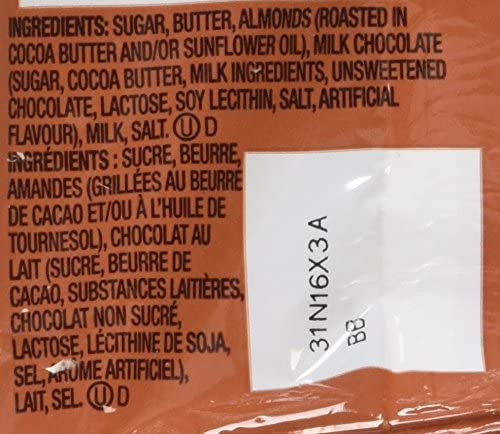 INGREDIENTS: SUGAR, BUTTER, ALMONDS (ROASTED IN
COCOA BUTTER AND/OR SUNFLOWER OIL), MILK CHOCOLATE
(SUGAR, COCOA BUTTER, MILK INGREDIENTS, UNSWEETENED
CHOCOLATE, LACTOSE, SOY LECITHIN, SALT, ARTIFICIAL
FLAVOUR), MILK, SALT. Ⓤ D
INGRÉDIENTS : SUCRE, BEURRE,
AMANDES (GRILLÉES AU BEURRE
DE CACAO ET/OU À L'HUILE DE
TOURNESOL), CHOCOLAT AU
LAIT (SUCRE, BEURRE DE
CACAO, SUBSTANCES LAITIÈRES,
CHOCOLAT NON SUCRÉ,
LACTOSE, LÉCITHINE DE SOJA,
SEL, ARÔME ARTIFICIEL),
LAIT, SEL. Ⓤ D
31N16X3 A
BB